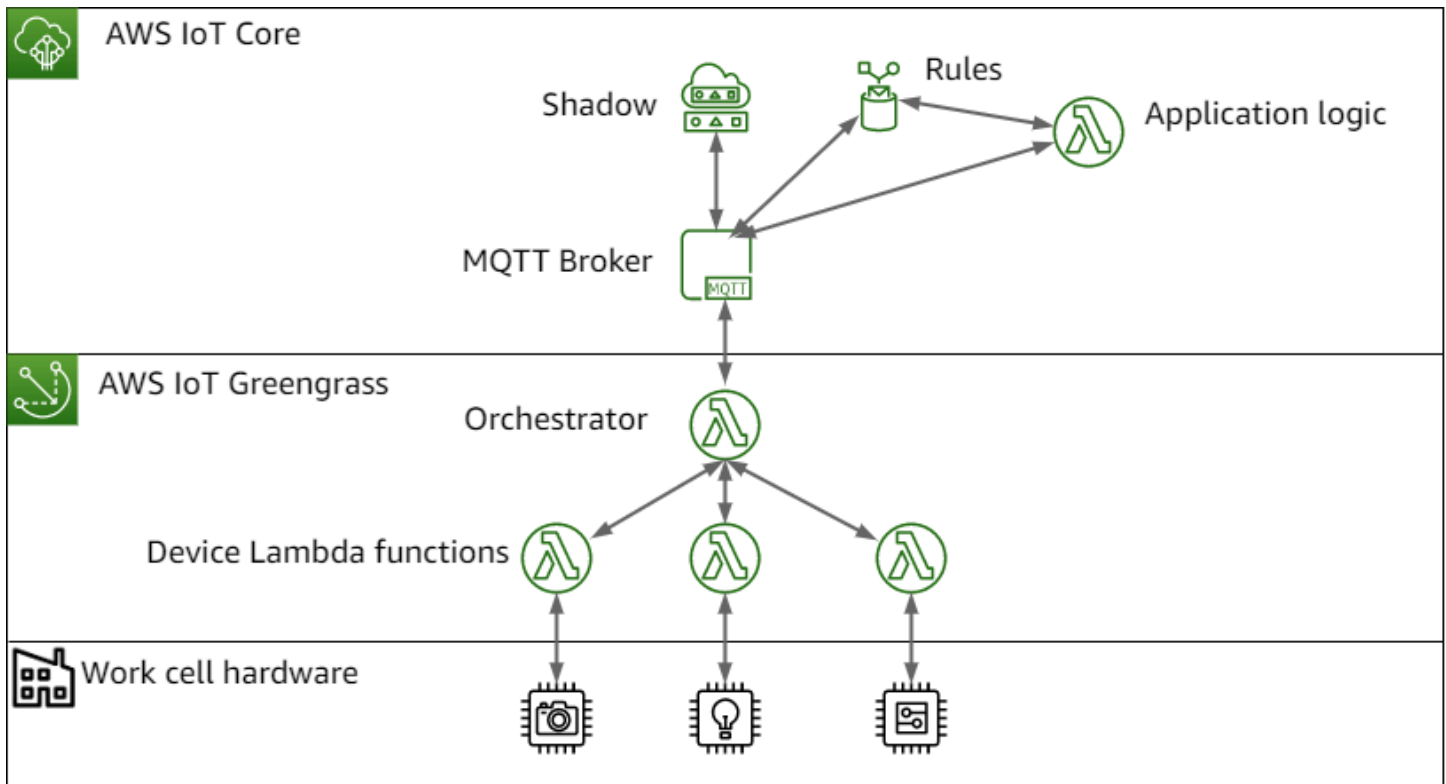 AWS IoT Core
Shadow
Rules
Application logic
MQTT Broker
MQTT
AWS IoT Greengrass
Orchestrator
Device Lambda functions
Work cell hardware